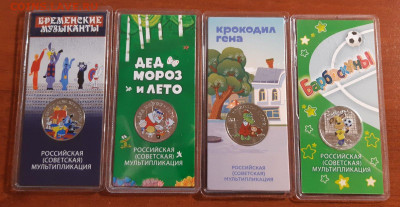 БРЕМЕНСКИЕ
МУЗЫКАНТЫ
РОССИЙСКАЯ
(СОВЕТСКАЯ)
МУЛЬТИПЛИКАЦИЯ
ДЕД
МОРОЗ
и ЛЕТО
РОССИЙСКАЯ
(СОВЕТСКАЯ)
МУЛЬТИПЛИКАЦИЯ
КРОКОДИЛ
ГЕНА
РОССИЙСКАЯ
(СОВЕТСКАЯ)
МУЛЬТИПЛИКАЦИЯ
Барбоскины
РОССИЙСКАЯ
(СОВЕТСКАЯ)
МУЛЬТИПЛИКАЦИЯ